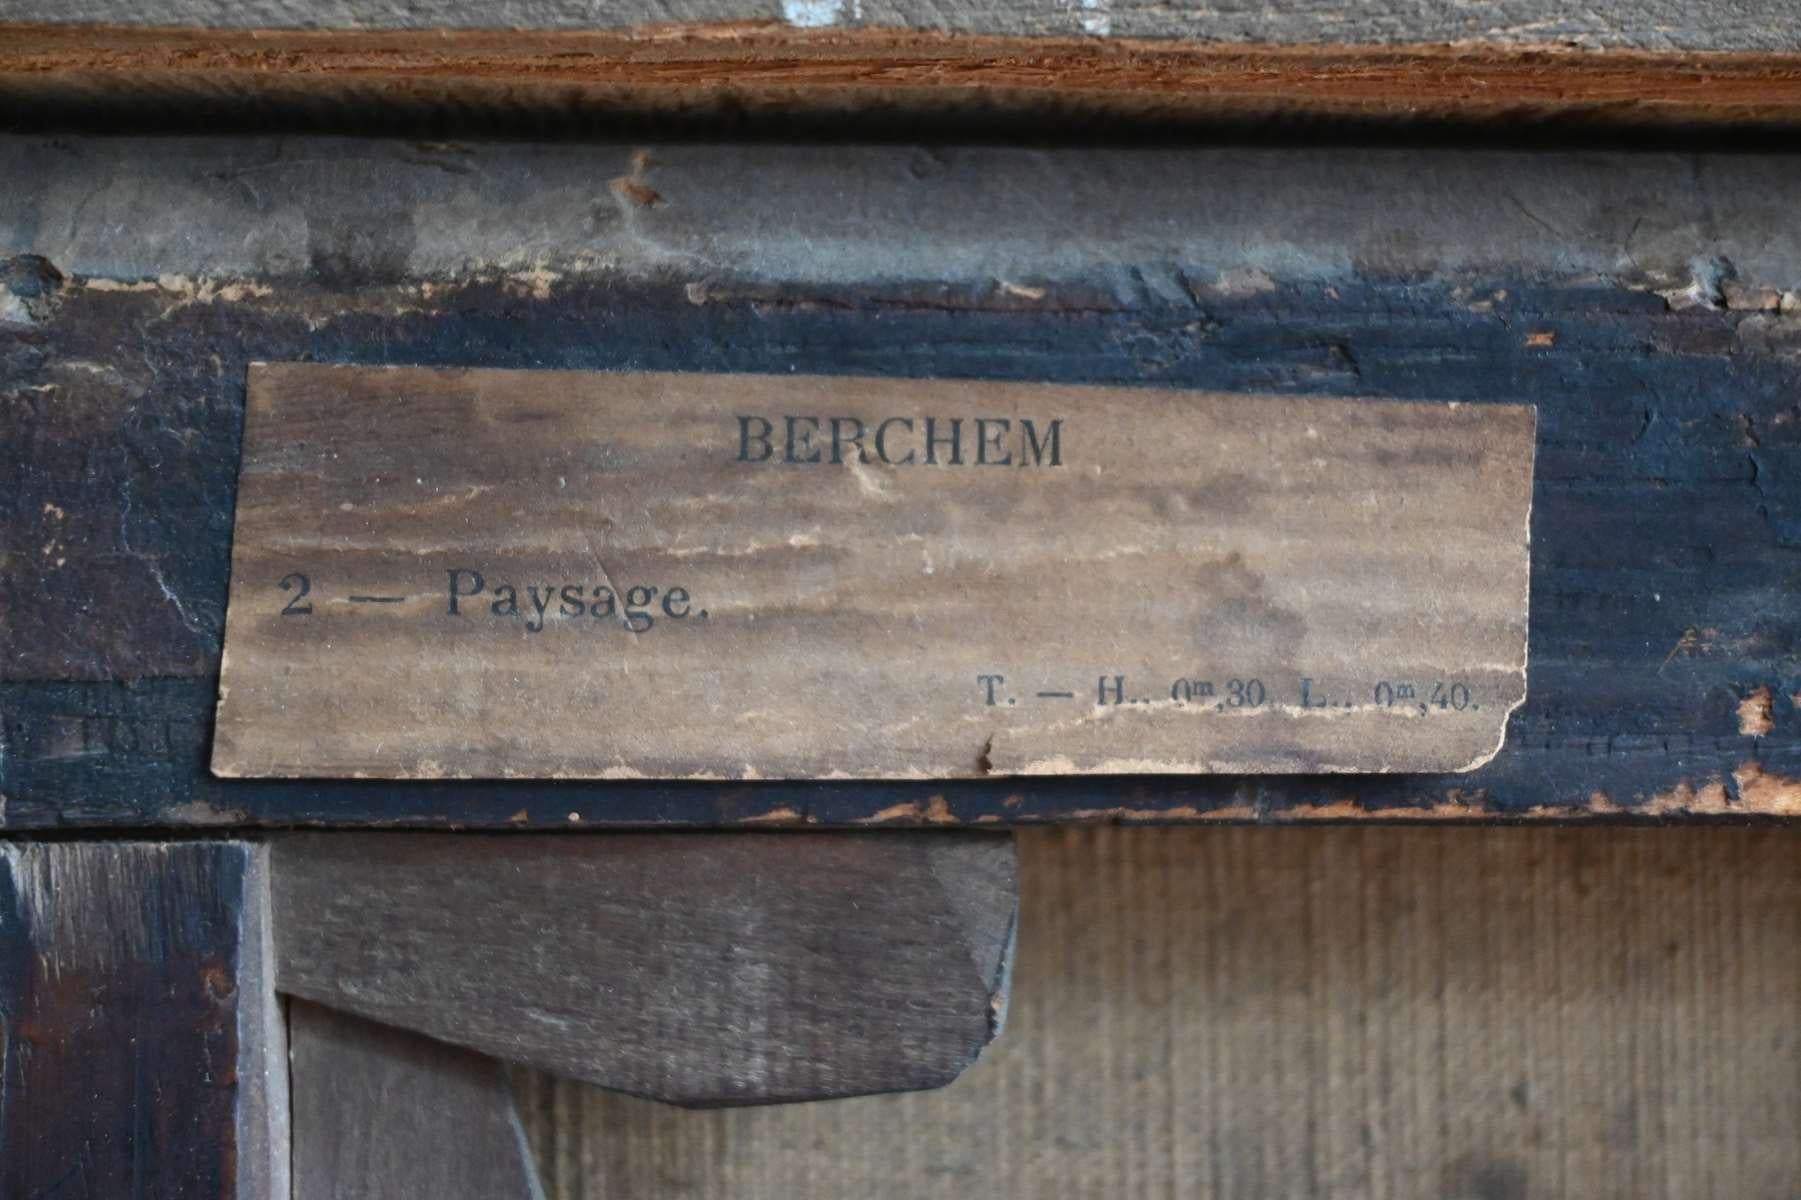 BERCHEM
2 — Paysage.
T. — H., 0ᵐ,30. L., 0ᵐ,40.